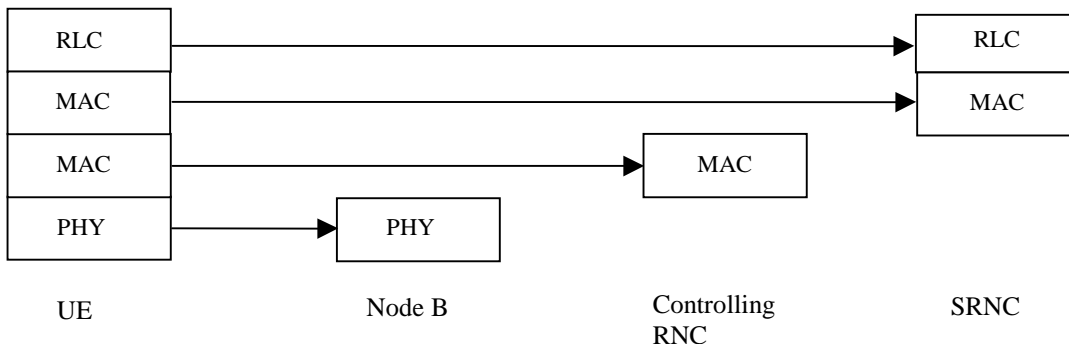 RLC
RLC
MAC
MAC
MAC
MAC
PHY
PHY
UE
Node B
Controlling
RNC
SRNC